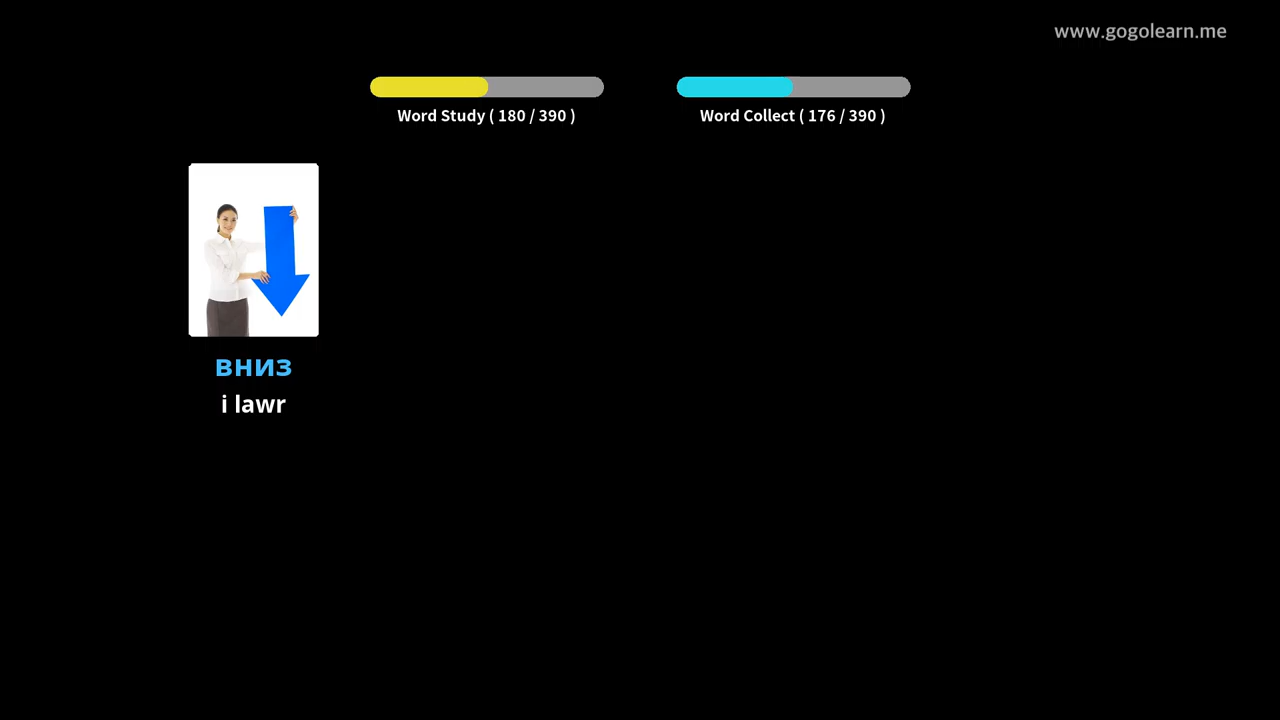 www.gogolearn.me
Word Study ( 180 / 390 )
Word Collect ( 176 / 390 )
вниз
i lawr